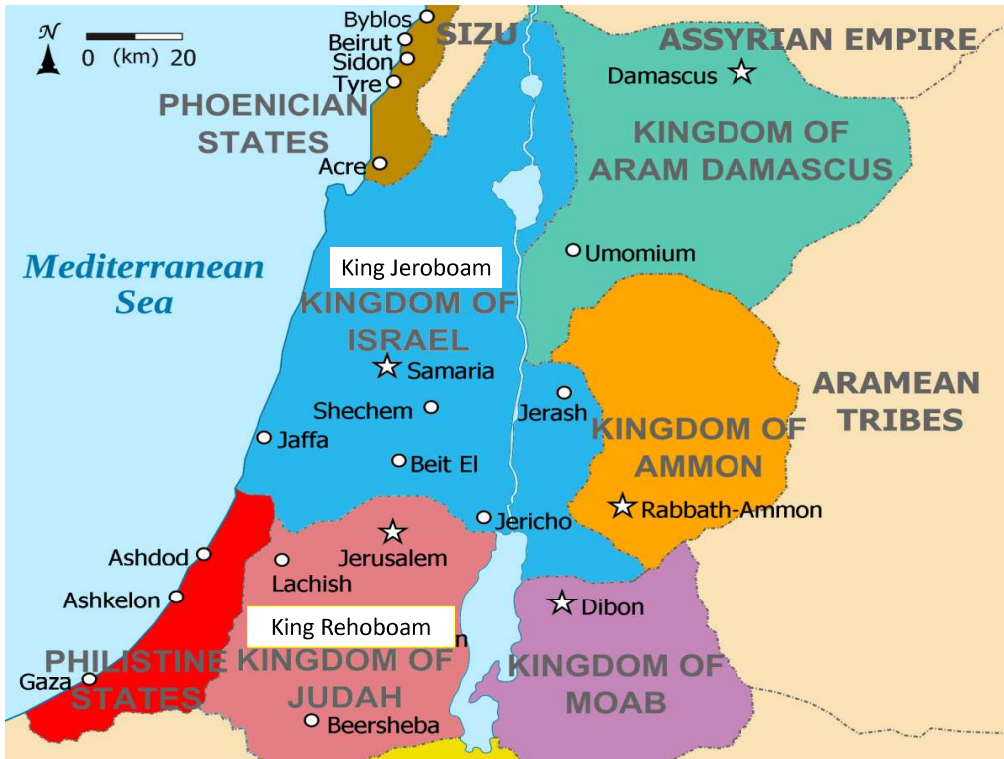 N
0 (km) 20
Byblos
Beirut
Sidon
Tyre
SIZU
ASSYRIAN EMPIRE
Damascus
PHOENICIAN
STATES
KINGDOM OF
ARAM DAMASCUS
Acre
Umomium
Mediterranean
Sea
King Jeroboam
KINGDOM OF
ISRAEL
Samaria
Shechem
Jerash
Jaffa
Beit El
ARAMEAN
TRIBES
KINGDOM OF
AMMON
Rabbath-Ammon
Jericho
Jerusalem
Ashdod
Lachish
Ashkelon
Dibon
King Rehoboam
n
PHILISTINE
STATES
Gaza
KINGDOM OF
JUDAH
KINGDOM OF
MOAB
Beersheba